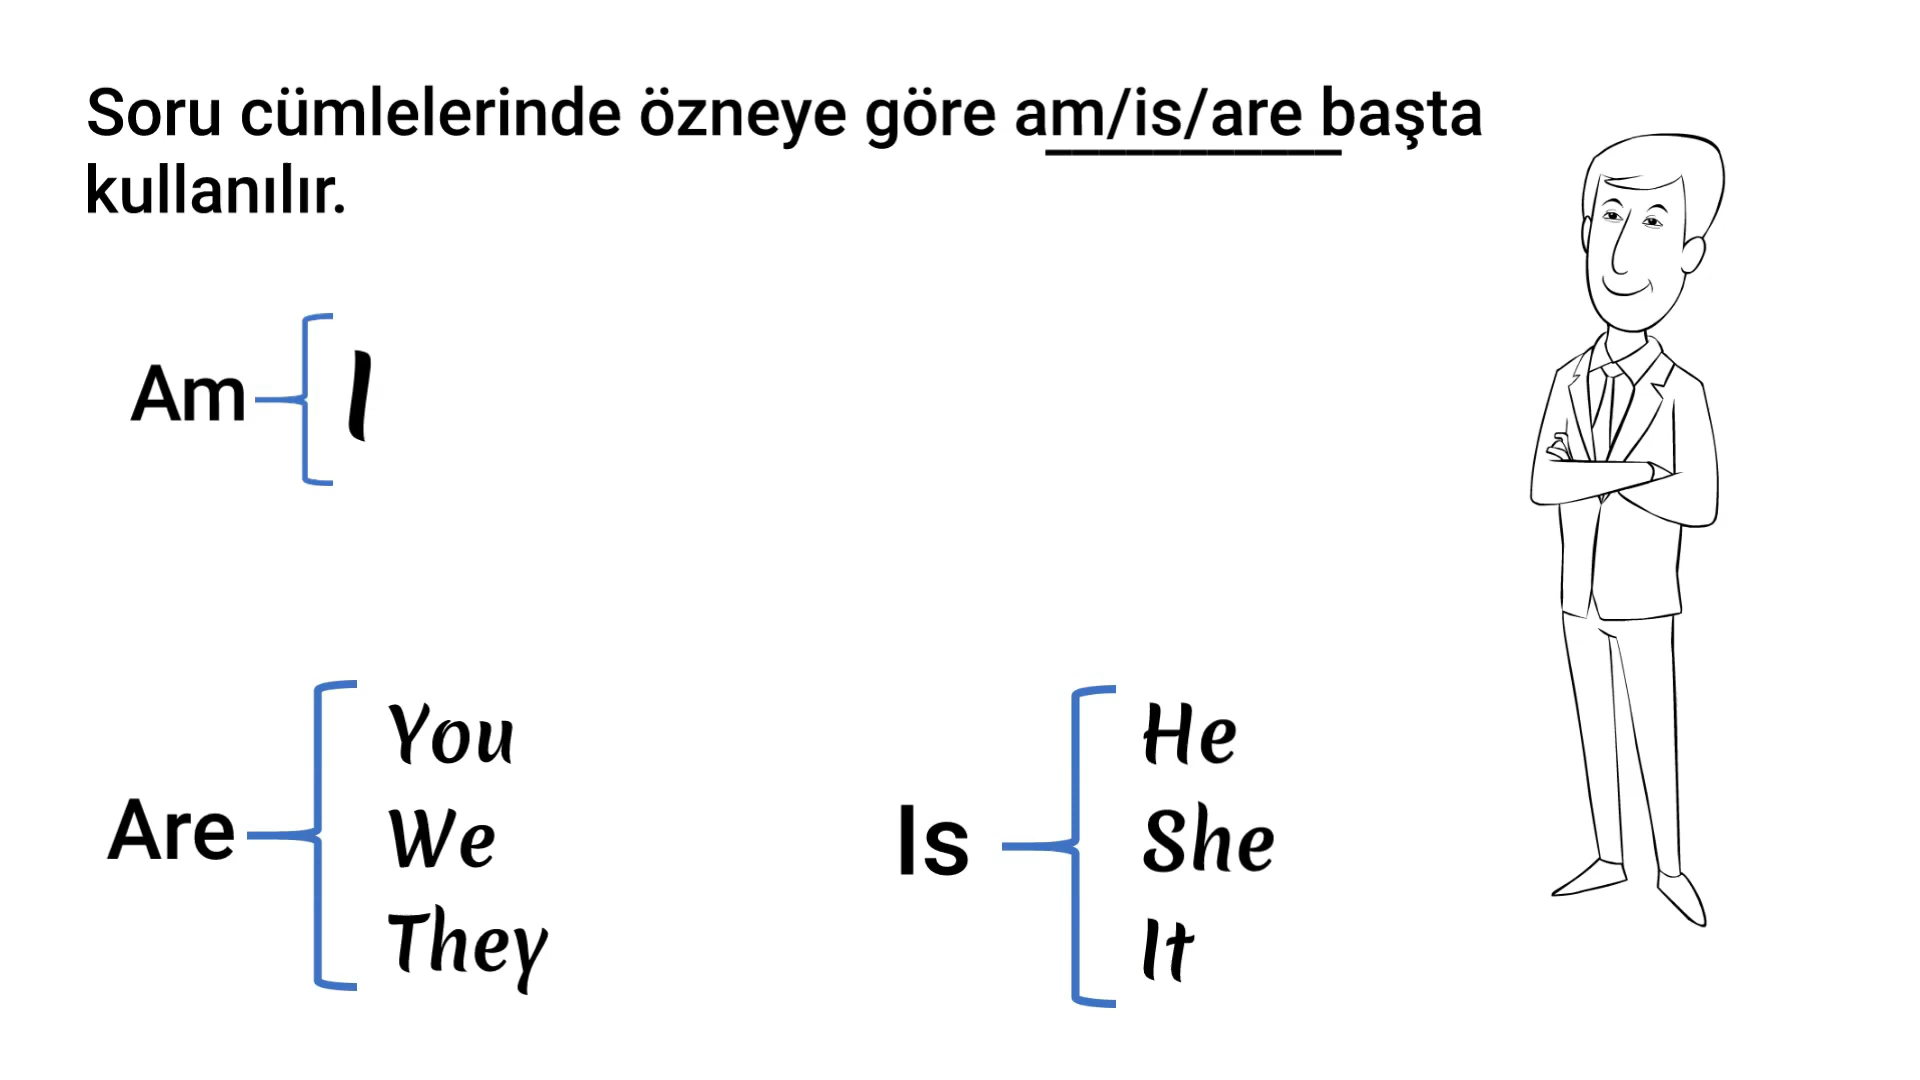 Soru cümlelerinde özneye göre am/is/are başta
kullanılır.
Am
I
Are
You
We
They
Is
He
She
It